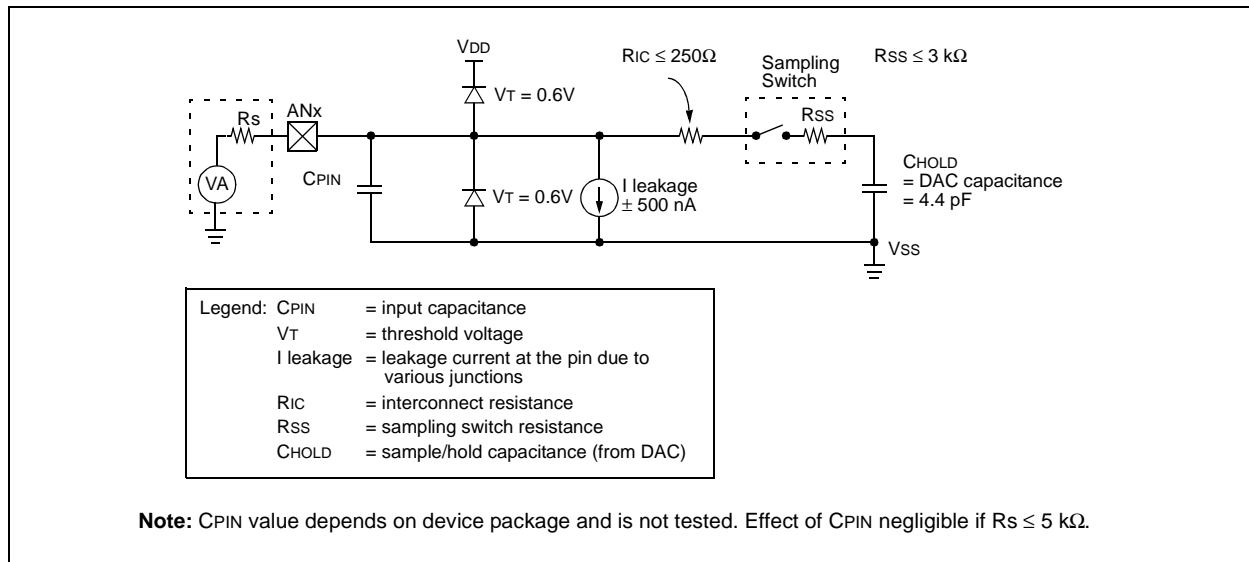 VDD
RIC ≤ 250Ω
Sampling
Switch
RSS ≤ 3 kΩ
VT = 0.6V
Rs
ANx
RSS
VA
CPIN
VT = 0.6V
I leakage
± 500 nA
CHOLD
= DAC capacitance
= 4.4 pF
VSS
Legend: CPIN = input capacitance
VT = threshold voltage
I leakage = leakage current at the pin due to
various junctions
RIC = interconnect resistance
RSS = sampling switch resistance
CHOLD = sample/hold capacitance (from DAC)
Note: CPIN value depends on device package and is not tested. Effect of CPIN negligible if Rs ≤ 5 kΩ.